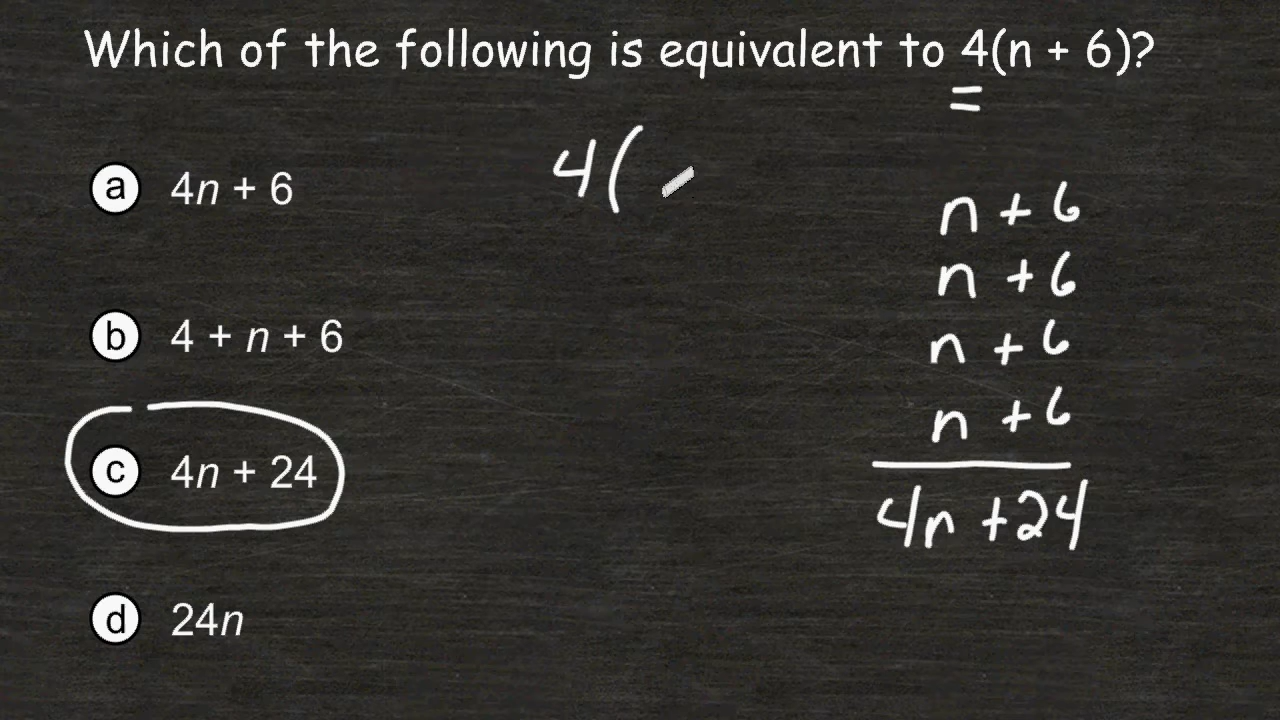 Which of the following is equivalent to 4(n + 6)?
=
4(
a 4n + 6
n + 6
n + 6
b 4 + n + 6
n + 6
n + 6
c 4n + 24
4n + 24
d 24n